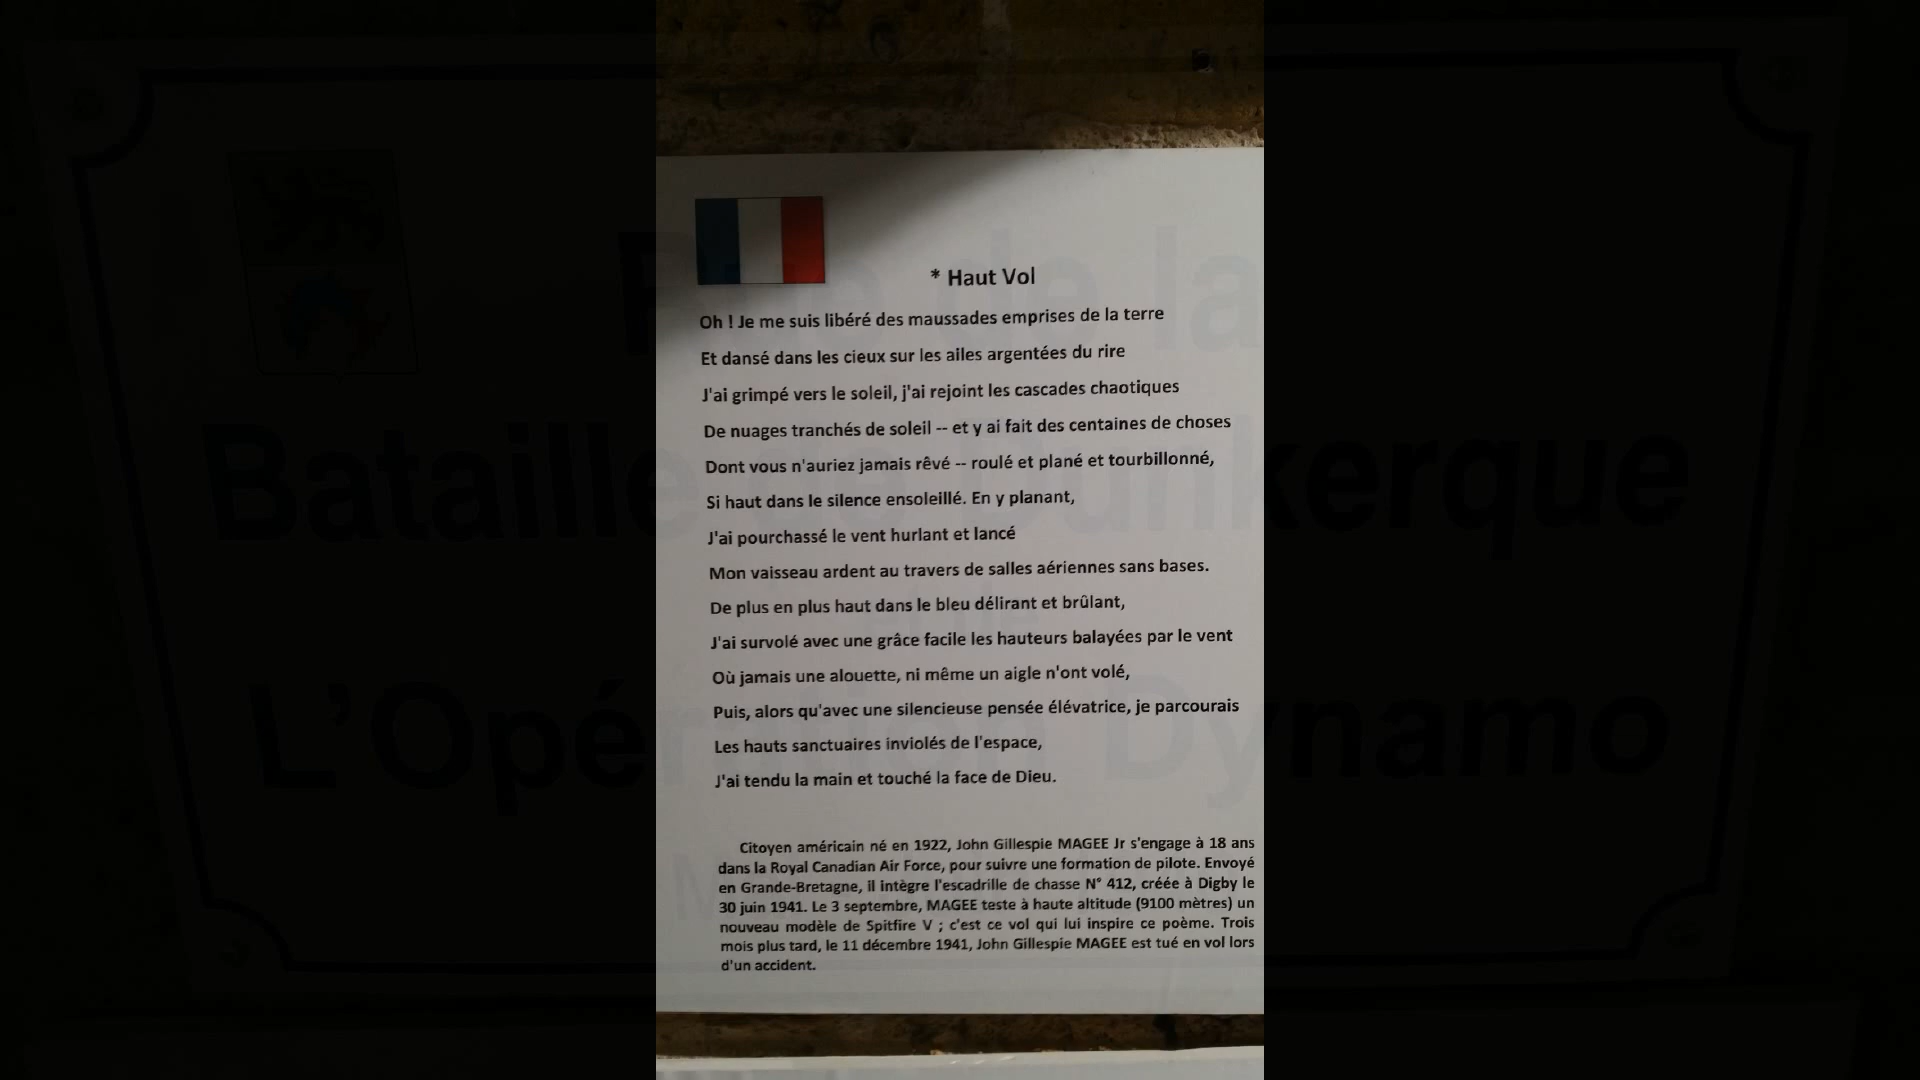 * Haut Vol
Oh ! Je me suis libéré des maussades emprises de la terre
Et dansé dans les cieux sur les ailes argentées du rire
J'ai grimpé vers le soleil, j'ai rejoint les cascades chaotiques
De nuages tranchés de soleil -- et y ai fait des centaines de choses
Dont vous n'auriez jamais rêvé -- roulé et plané et tourbillonné,
Si haut dans le silence ensoleillé. En y planant,
J'ai pourchassé le vent hurlant et lancé
Mon vaisseau ardent au travers de salles aériennes sans bases.
De plus en plus haut dans le bleu délirant et brûlant,
J'ai survolé avec une grâce facile les hauteurs balayées par le vent
Où jamais une alouette, ni même un aigle n'ont volé,
Puis, alors qu'avec une silencieuse pensée élévatrice, je parcourais
Les hauts sanctuaires inviolés de l'espace,
J'ai tendu la main et touché la face de Dieu.
Citoyen américain né en 1922, John Gillespie MAGEE Jr s'engage à 18 ans
dans la Royal Canadian Air Force, pour suivre une formation de pilote. Envoyé
en Grande-Bretagne, il intègre l'escadrille de chasse N° 412, créée à Digby le
30 juin 1941. Le 3 septembre, MAGEE teste à haute altitude (9100 mètres) un
nouveau modèle de Spitfire V ; c'est ce vol qui lui inspire ce poème. Trois
mois plus tard, le 11 décembre 1941, John Gillespie MAGEE est tué en vol lors
d'un accident.
Rue de la
Bataille de Dunkerque
et de
L'Opération Dynamo